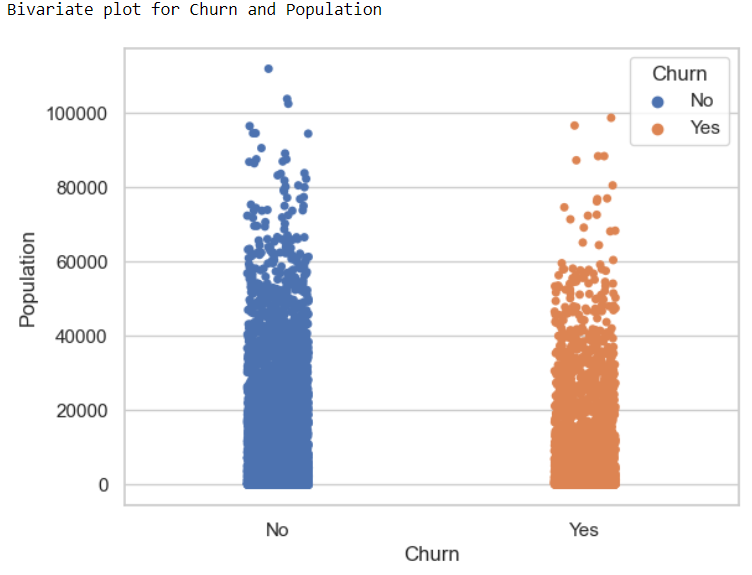 Bivariate plot for Churn and Population
Churn
No
Yes
100000
80000
60000
40000
20000
0
Population
No Yes
Churn